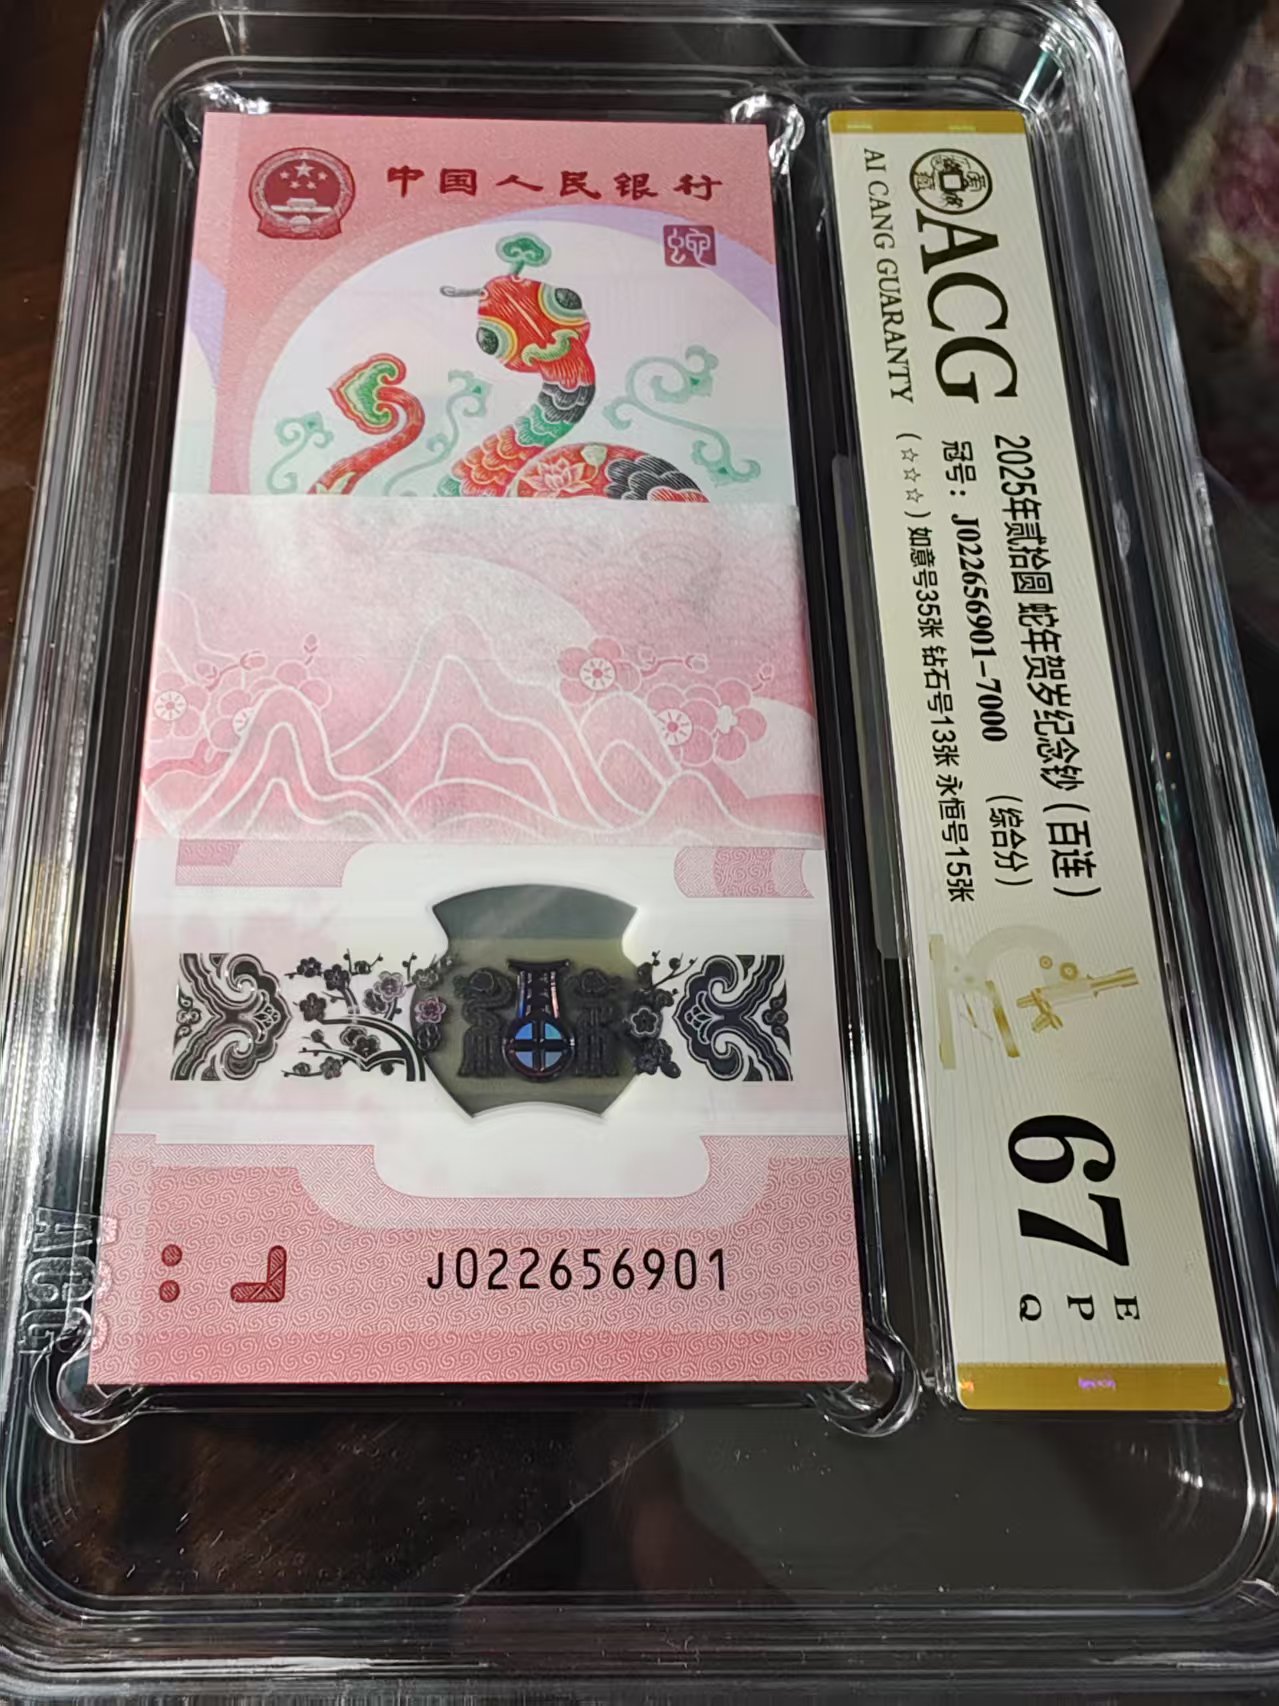 中国人民银行
蛇
J022656901
ACG
AI CANG GUARANTY
2025年贰拾圆 蛇年贺岁纪念钞（百连）
冠号：J022656901-7000 （综合分）
（☆☆☆）如意号35张 钻石号13张 永恒号15张
67
E
P
Q
ACG